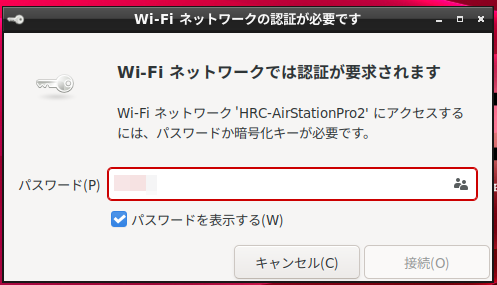 Wi-Fi ネットワークの認証が必要です
Wi-Fi ネットワークでは認証が要求されます
Wi-Fi ネットワーク 'HRC-AirStationPro2' にアクセスする
には、パスワードか暗号化キーが必要です。
パスワード(P)
パスワードを表示する(W)
キャンセル(C)
接続(O)